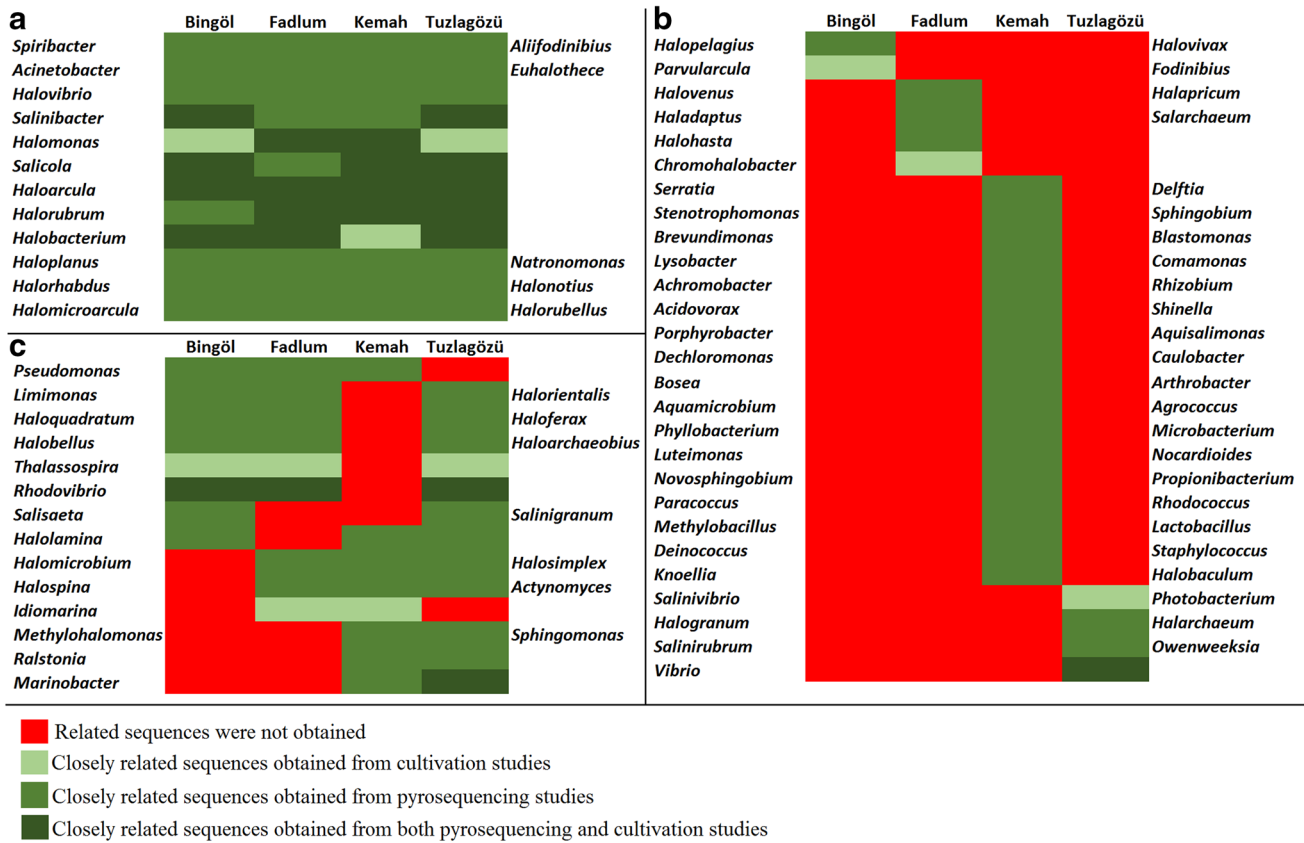 a
Bingöl Fadlum Kemah Tuzlagözü
Spiribacter Aliifodinibius
Acinetobacter Euhalothece
Halovibrio
Salinibacter
Halomonas
Salicola
Haloarcula
Halorubrum
Halobacterium
Haloplanus Natronomonas
Halorhabdus Halonotius
Halomicroarcula Halorubellus
c
Bingöl Fadlum Kemah Tuzlagözü
Pseudomonas
Limimonas Halorientalis
Haloquadratum Haloferax
Halobellus Haloarchaeobius
Thalassospira
Rhodovibrio
Salisaeta Salinigranum
Halolamina
Halomicrobium Halosimplex
Halospina Actynomyces
Idiomarina
Methylohalomonas Sphingomonas
Ralstonia
Marinobacter
b
Bingöl Fadlum Kemah Tuzlagözü
Halopelagius Halovivax
Parvularcula Fodinibius
Halovenus Halapricum
Haladaptus Salarchaeum
Halohasta
Chromohalobacter
Serratia Delftia
Stenotrophomonas Sphingobium
Brevundimonas Blastomonas
Lysobacter Comamonas
Achromobacter Rhizobium
Acidovorax Shinella
Porphyrobacter Aquisalimonas
Dechloromonas Caulobacter
Bosea Arthrobacter
Aquamicrobium Agrococcus
Phyllobacterium Microbacterium
Luteimonas Nocardioides
Novosphingobium Propionibacterium
Paracoccus Rhodococcus
Methylobacillus Lactobacillus
Deinococcus Staphylococcus
Knoellia Halobaculum
Salinivibrio Photobacterium
Halogranum Halarchaeum
Salinirubrum Owenweeksia
Vibrio
Related sequences were not obtained
Closely related sequences obtained from cultivation studies
Closely related sequences obtained from pyrosequencing studies
Closely related sequences obtained from both pyrosequencing and cultivation studies